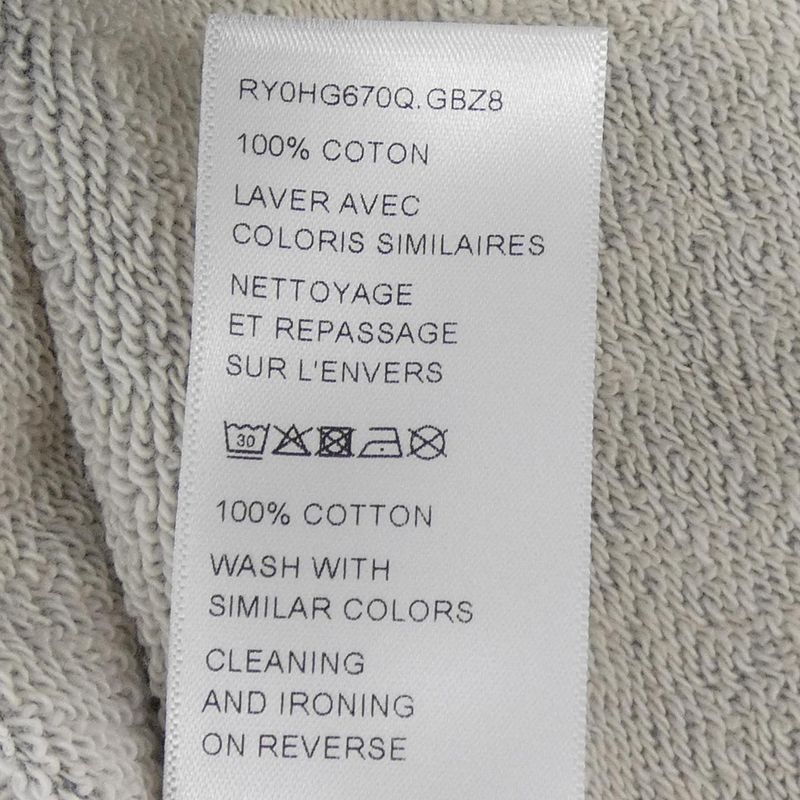 RY0HG670Q.GBZ8
100% COTON
LAVER AVEC
COLORIS SIMILAIRES
NETTOYAGE
ET REPASSAGE
SUR L'ENVERS
30
100% COTTON
WASH WITH
SIMILAR COLORS
CLEANING
AND IRONING
ON REVERSE